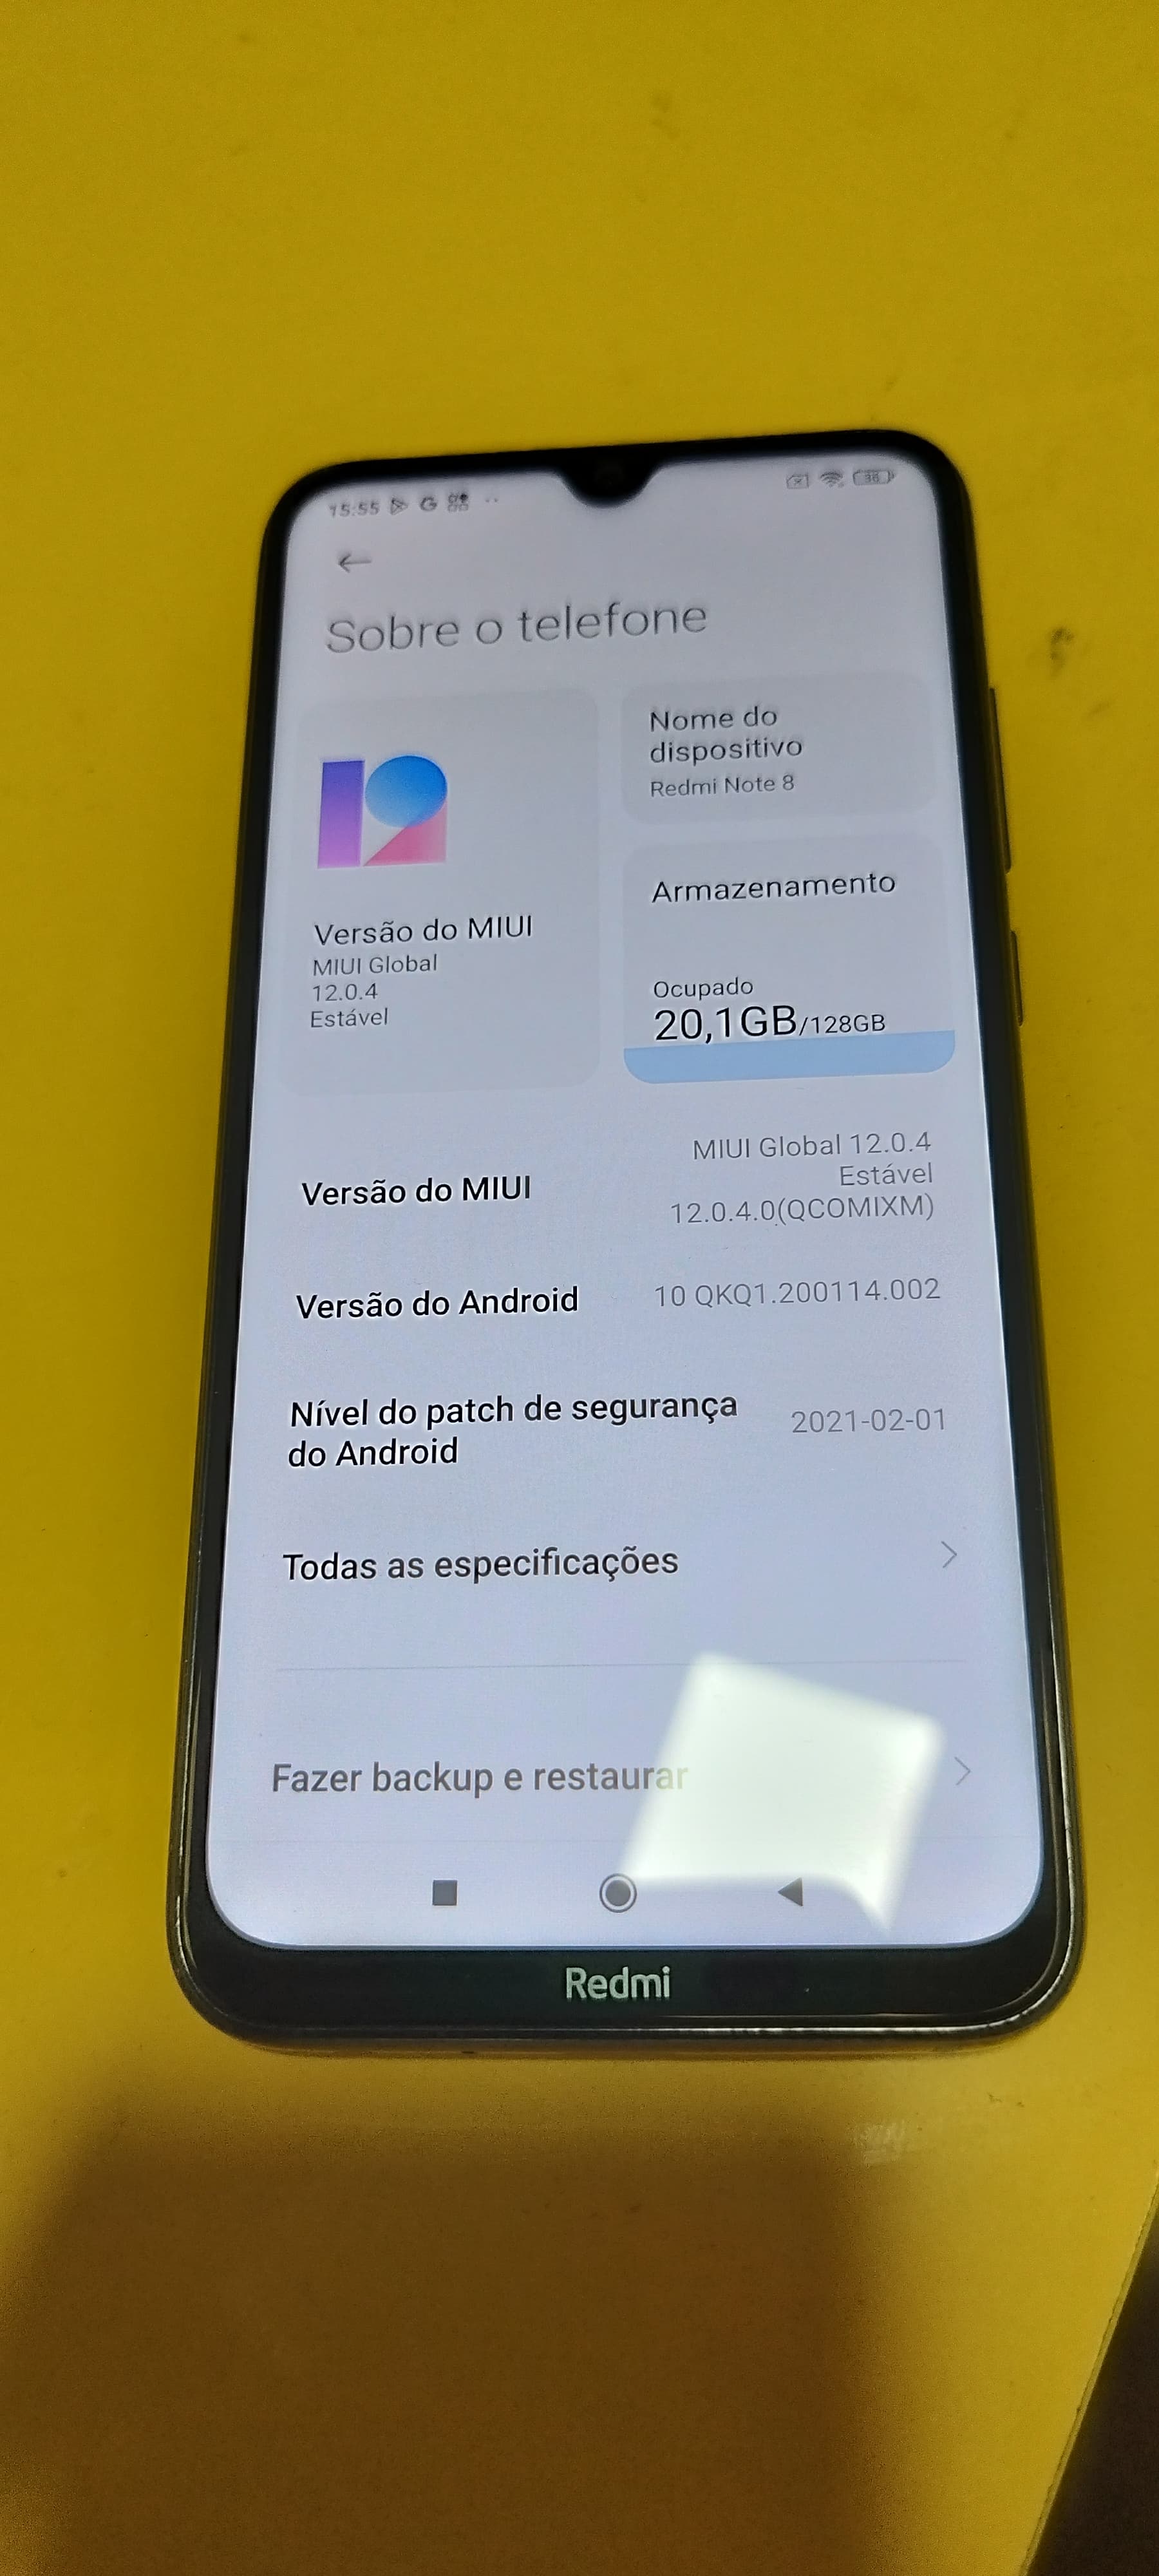 15:55
36
Sobre o telefone
Versão do MIUI
MIUI Global
12.0.4
Estável
Nome do
dispositivo
Redmi Note 8
Armazenamento
Ocupado
20,1GB/128GB
Versão do MIUI
MIUI Global 12.0.4
Estável
12.0.4.0(QCOMIXM)
Versão do Android
10 QKQ1.200114.002
Nível do patch de segurança
do Android
2021-02-01
Todas as especificações
Fazer backup e restaurar
Redmi